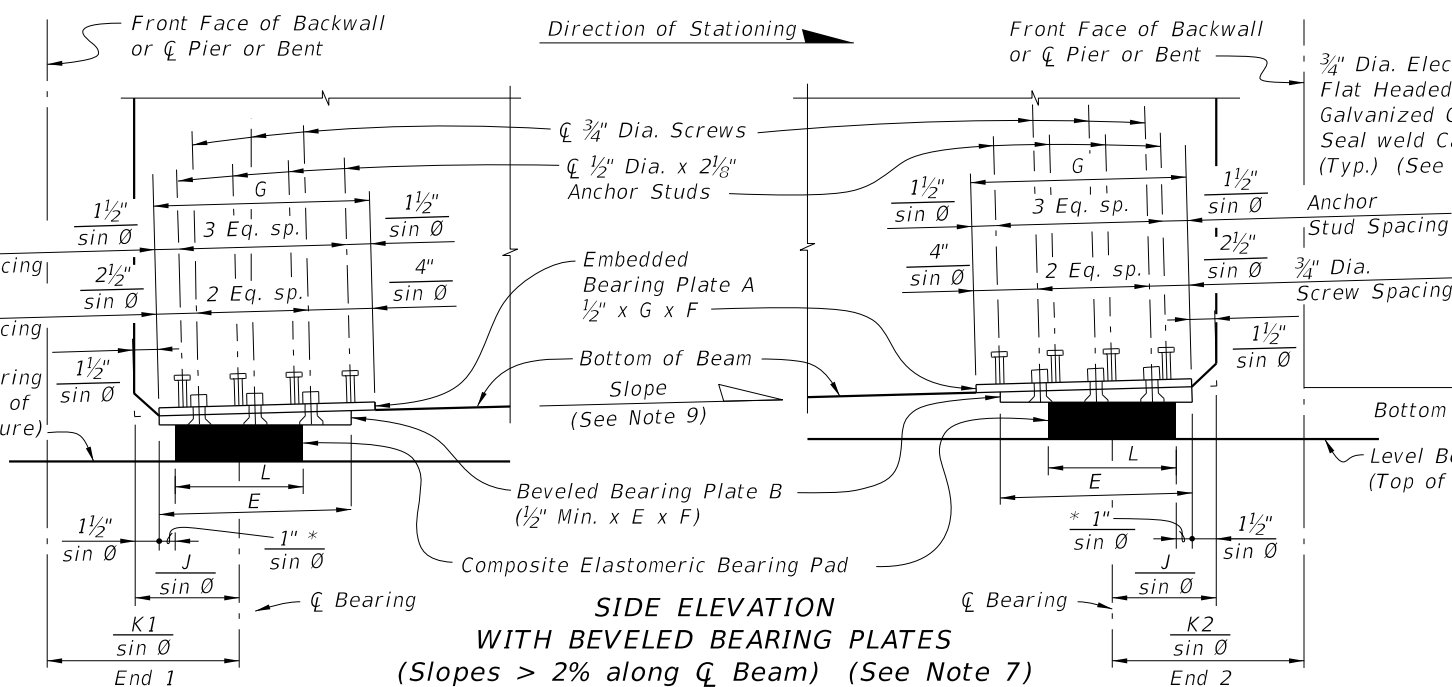 Front Face of Backwall
or ℄ Pier or Bent
Direction of Stationing
Front Face of Backwall
or ℄ Pier or Bent
¾" Dia. Elec
Flat Headed
Galvanized C
Seal weld Ca
(Typ.) (See
℄ ¾" Dia. Screws
℄ ½" Dia. x 2⅛"
Anchor Studs
G
G
1½"
sin Ø
3 Eq. sp.
1½"
sin Ø
1½"
sin Ø
3 Eq. sp.
1½"
sin Ø
Anchor
Stud Spacing
cing
2½"
sin Ø
2 Eq. sp.
4"
sin Ø
4"
sin Ø
2 Eq. sp.
2½"
sin Ø
¾" Dia.
Screw Spacing
cing
Embedded
Bearing Plate A
½" x G x F
1½"
sin Ø
1½"
sin Ø
ring
of
ure)
Bottom of Beam
Slope
(See Note 9)
Bottom
Level Be
(Top of
L
E
L
E
Beveled Bearing Plate B
(½" Min. x E x F)
1½"
sin Ø
1" *
sin Ø
* 1"
sin Ø
1½"
sin Ø
J
sin Ø
J
sin Ø
Composite Elastomeric Bearing Pad
℄ Bearing
℄ Bearing
K1
sin Ø
End 1
K2
sin Ø
End 2
SIDE ELEVATION
WITH BEVELED BEARING PLATES
(Slopes > 2% along ℄ Beam) (See Note 7)